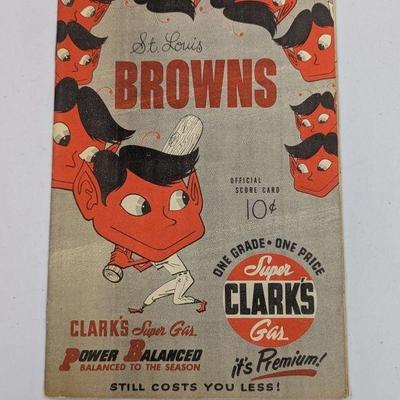 St. Louis
BROWNS
OFFICIAL
SCORE CARD
10¢
ONE GRADE • ONE PRICE
Super
CLARK'S
Gas
it's Premium!
CLARK'S Super Gas
POWER BALANCED
BALANCED TO THE SEASON
STILL COSTS YOU LESS!